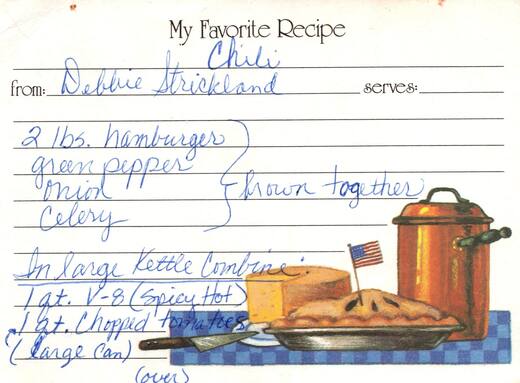 My Favorite Recipe
Chili
from: Debbie Strickland serves:
2 lbs. hamburger
green pepper
onion } brown together
celery
In large Kettle Combine:
1 qt. V-8 (Spicy Hot)
1 qt. Chopped tomatoes
(large can)
(over)